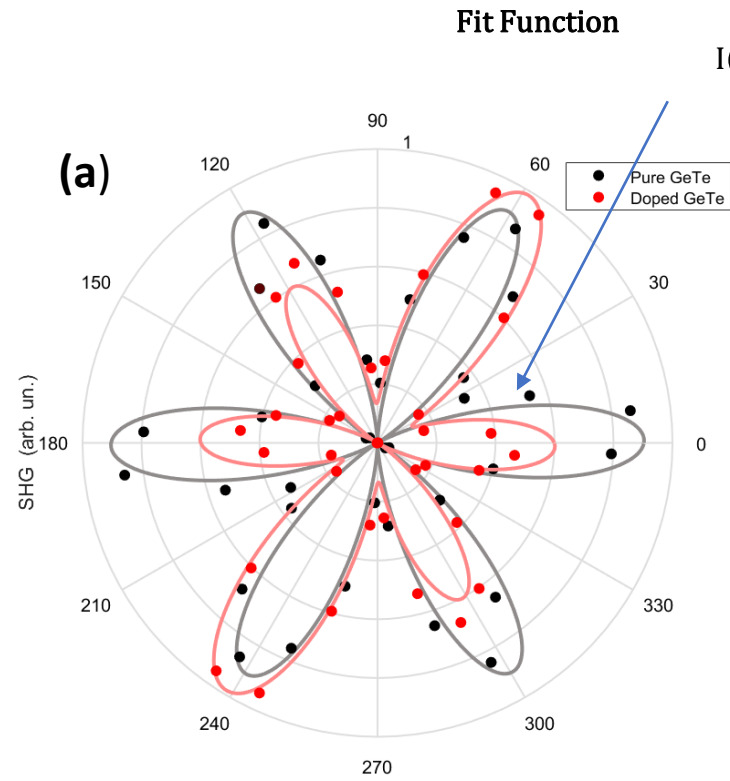 Fit Function
I(
(a)
90
1
120
60
Pure GeTe
Doped GeTe
150
30
SHG (arb. un.)
180
0
210
330
240
300
270